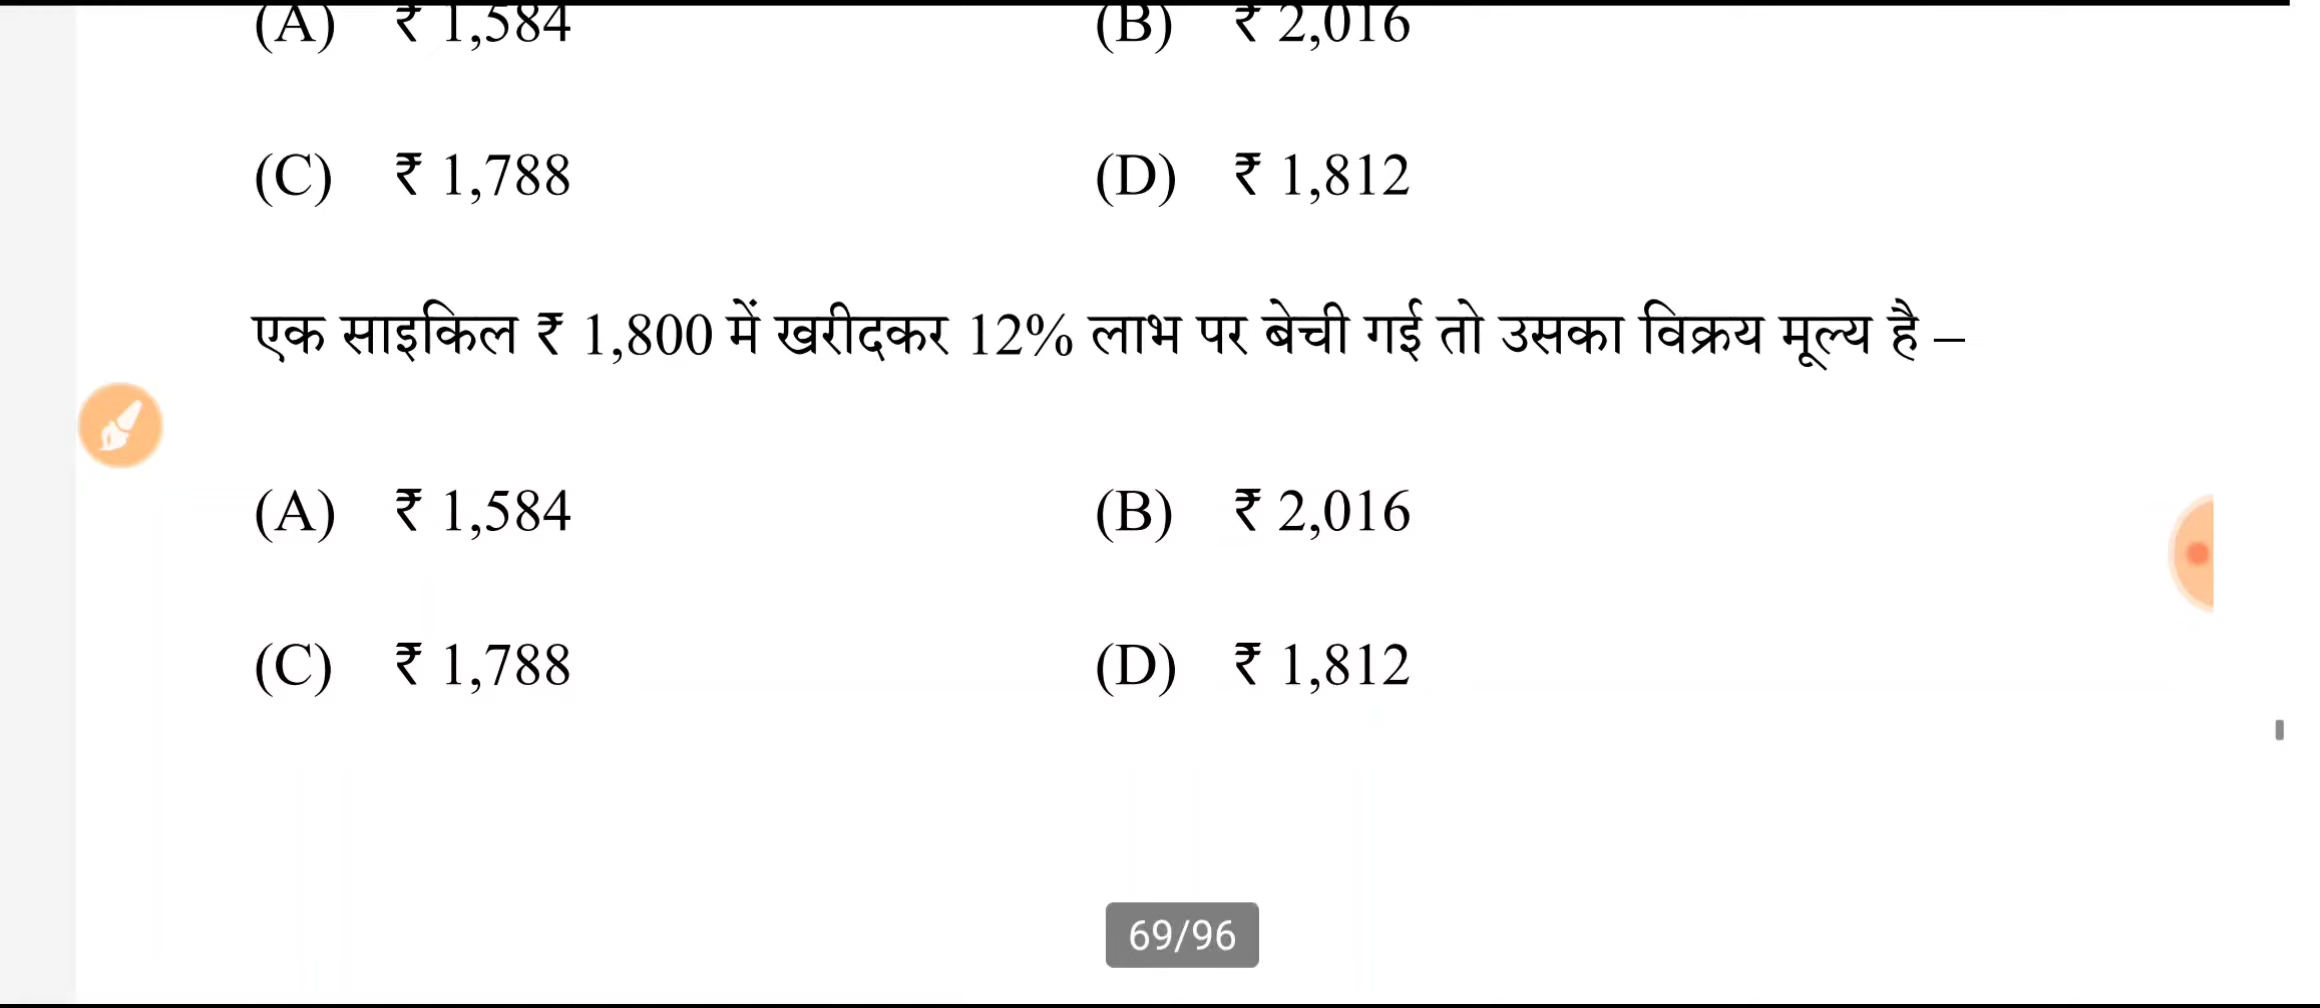 (A) ₹ 1,584 (B) ₹ 2,016
(C) ₹ 1,788 (D) ₹ 1,812
एक साइकिल ₹ 1,800 में खरीदकर 12% लाभ पर बेची गई तो उसका विक्रय मूल्य है –
(A) ₹ 1,584 (B) ₹ 2,016
(C) ₹ 1,788 (D) ₹ 1,812
69/96